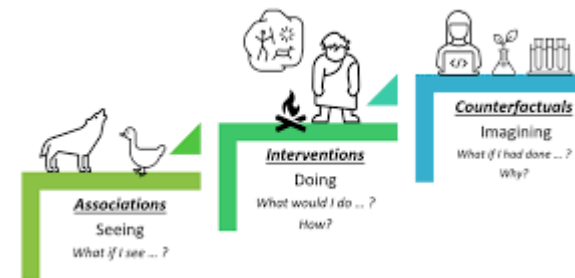 Associations
Seeing
What if I see ... ?
Interventions
Doing
What would I do ... ?
How?
</>
Counterfactuals
Imagining
What if I had done ... ?
Why?